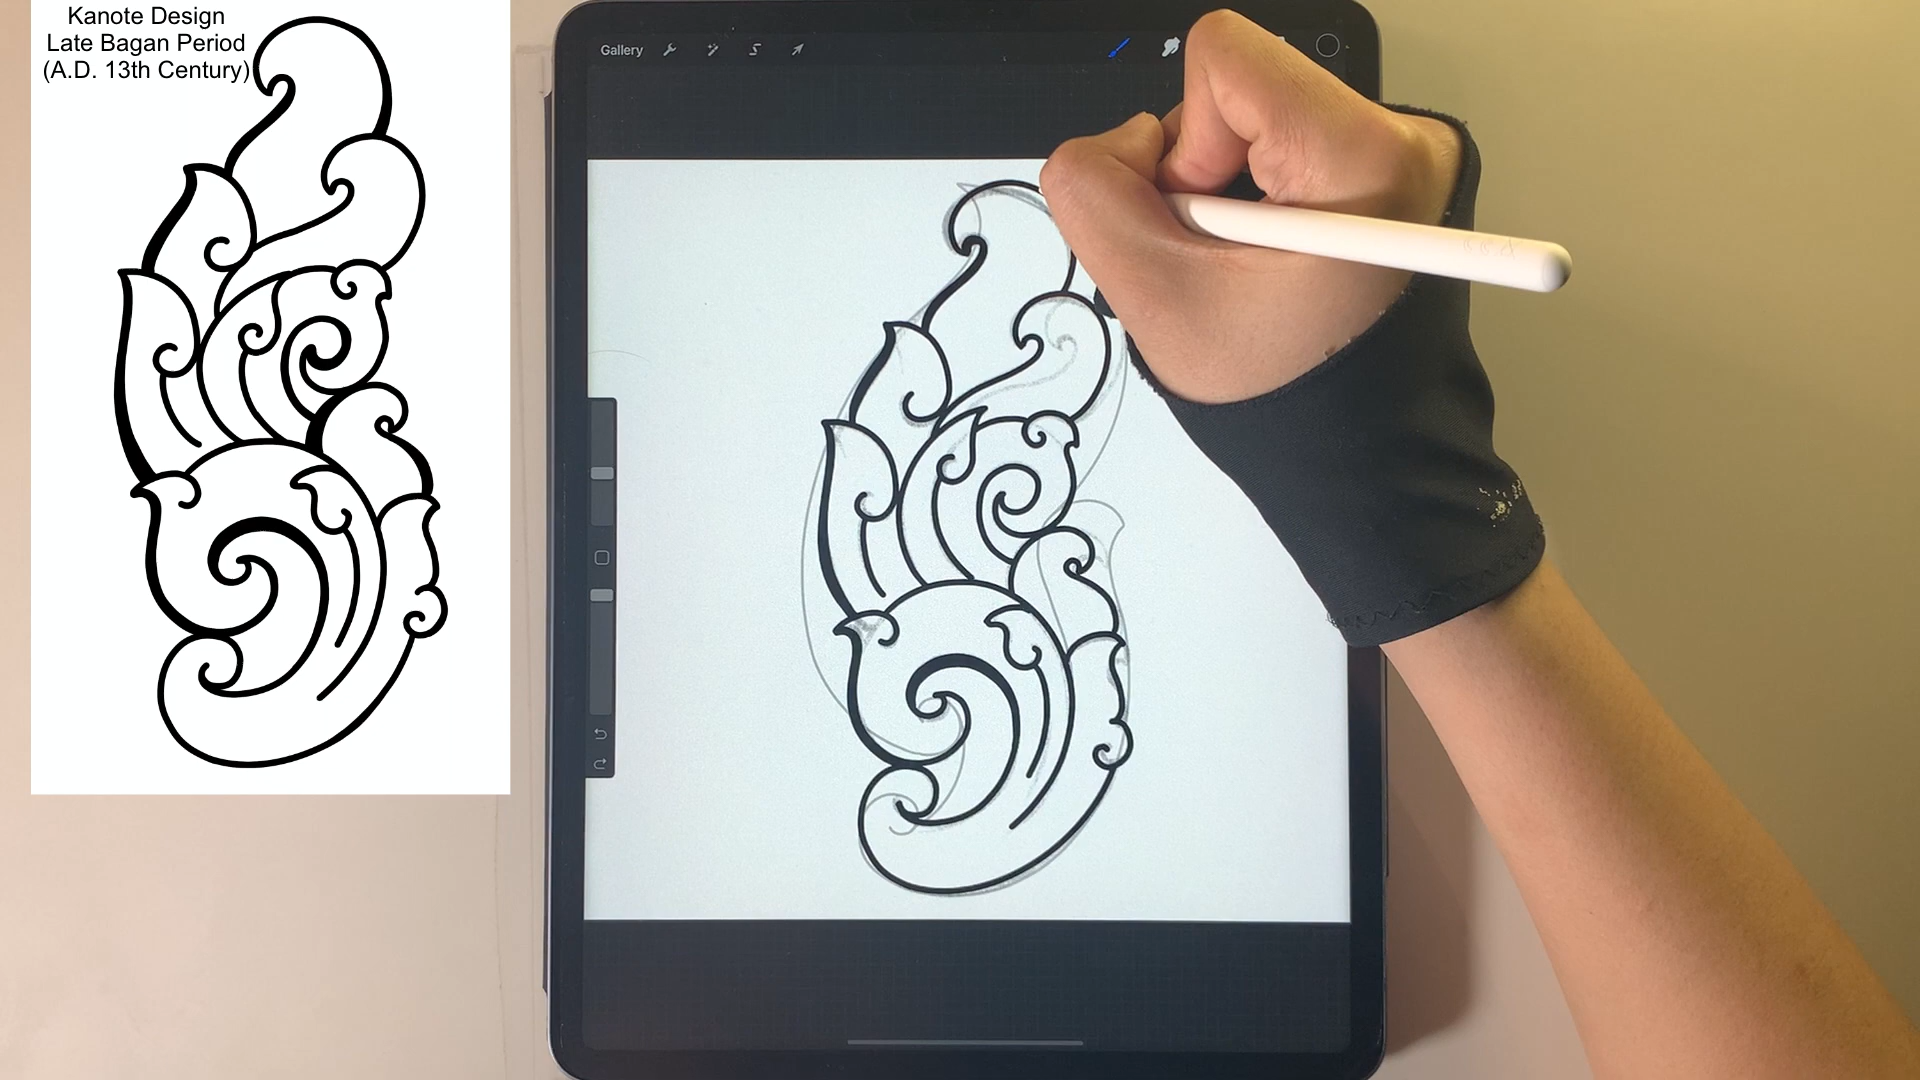 Kanote Design
Late Bagan Period
(A.D. 13th Century)
Gallery